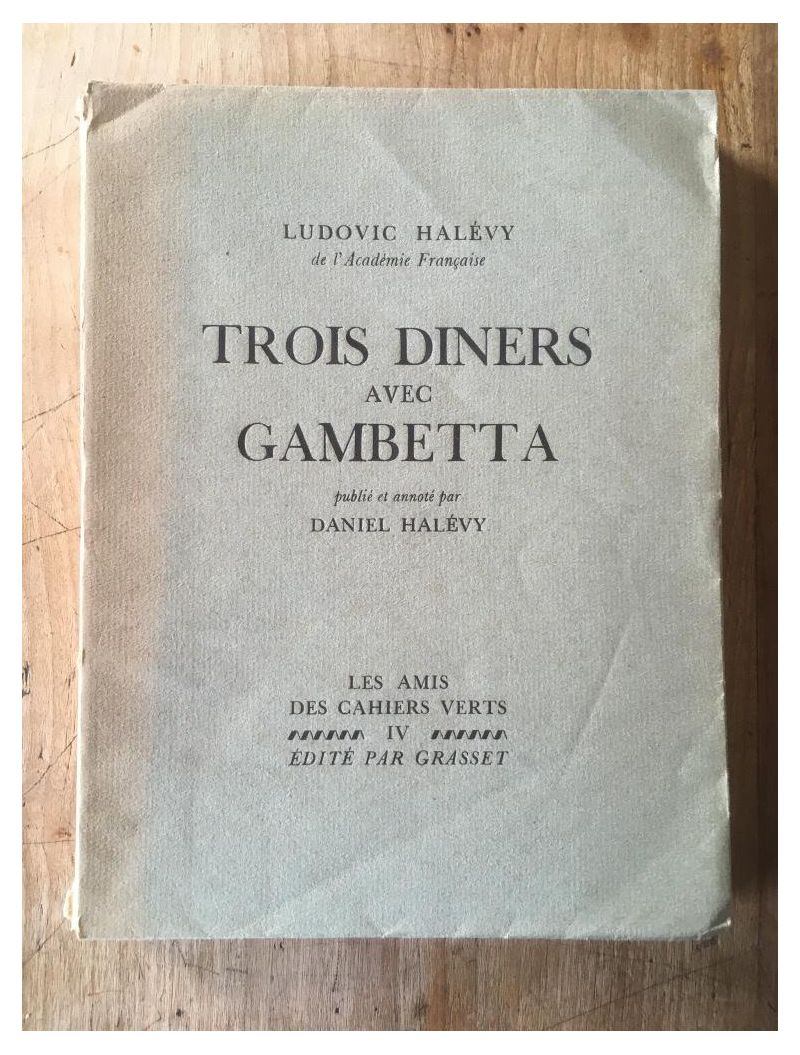 LUDOVIC HALÉVY
de l'Académie Française
TROIS DINERS
AVEC
GAMBETTA
publié et annoté par
DANIEL HALÉVY
LES AMIS
DES CAHIERS VERTS
IV
ÉDITÉ PAR GRASSET